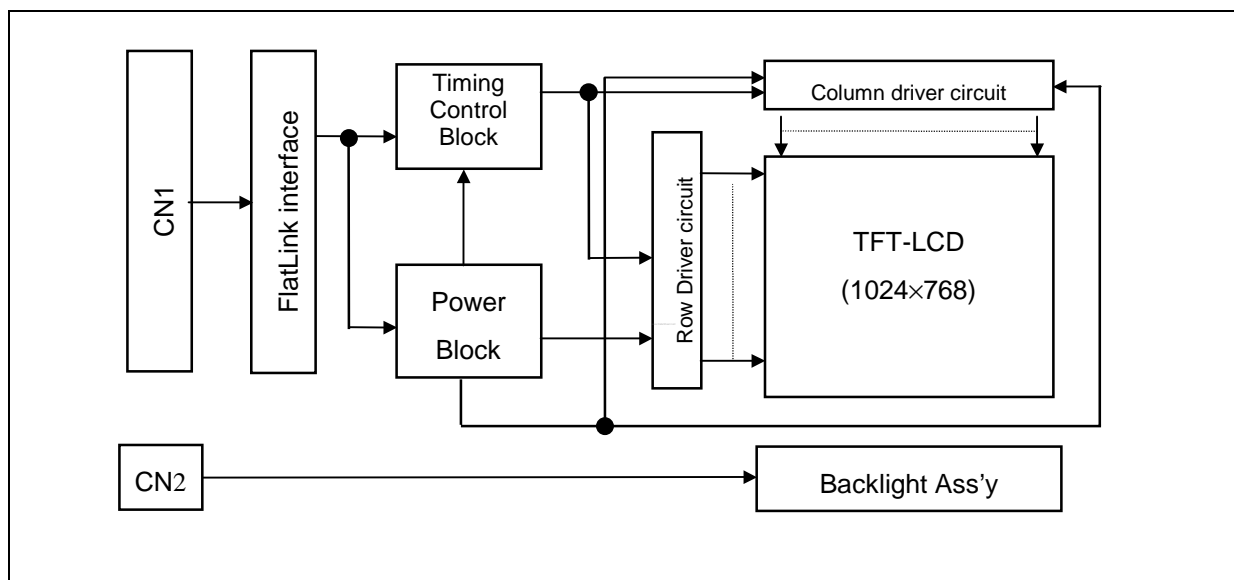 CN1
FlatLink interface
Timing
Control
Block
Power
Block
Row Driver circuit
Column driver circuit
TFT-LCD
(1024×768)
CN2
Backlight Ass'y